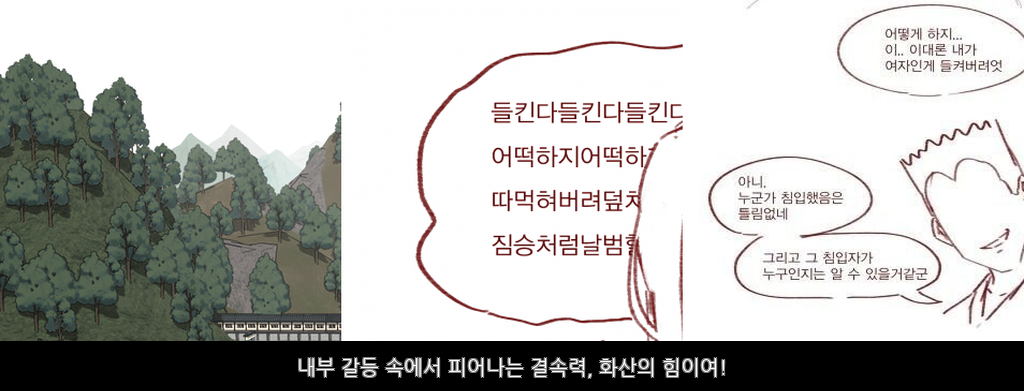 들킨다들킨다들킨다
어떡하지어떡하
따먹혀버려덮치
짐승처럼날범
어떻게 하지...
이.. 이대론 내가
여자인게 들켜버려엇
아니.
누군가 침입했음은
틀림없네
그리고 그 침입자가
누구인지는 알 수 있을거같군
내부 갈등 속에서 피어나는 결속력, 화산의 힘이여!